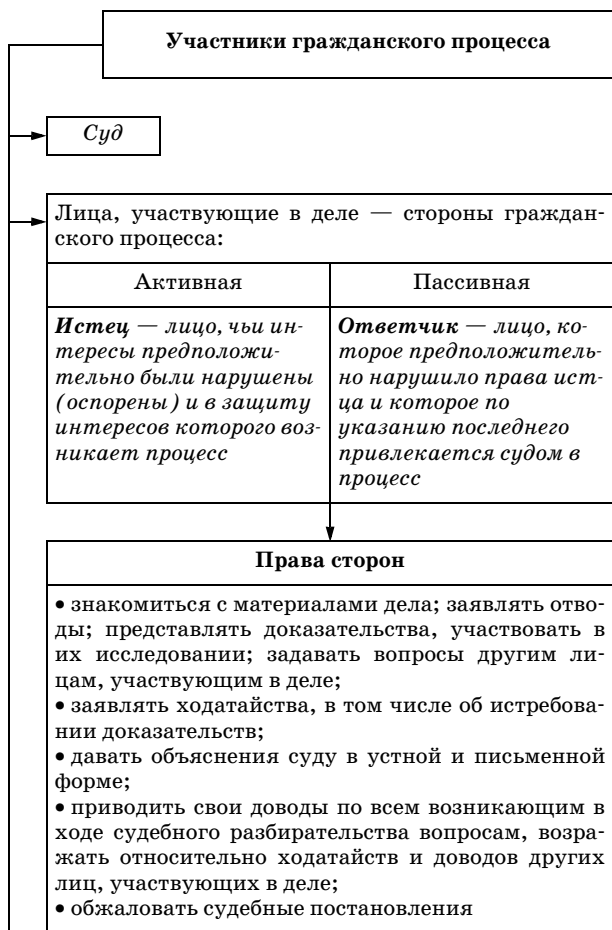 Участники гражданского процесса
Суд
Лица, участвующие в деле — стороны граждан-
ского процесса:
Активная
Пассивная
Истец — лицо, чьи ин-
тересы предположи-
тельно были нарушены
(оспорены) и в защиту
интересов которого воз-
никает процесс
Ответчик — лицо, ко-
торое предположитель-
но нарушило права ист-
ца и которое по
указанию последнего
привлекается судом в
процесс
Права сторон
• знакомиться с материалами дела; заявлять отво-
ды; представлять доказательства, участвовать в
их исследовании; задавать вопросы другим ли-
цам, участвующим в деле;
• заявлять ходатайства, в том числе об истребова-
нии доказательств;
• давать объяснения суду в устной и письменной
форме;
• приводить свои доводы по всем возникающим в
ходе судебного разбирательства вопросам, возра-
жать относительно ходатайств и доводов других
лиц, участвующих в деле;
• обжаловать судебные постановления